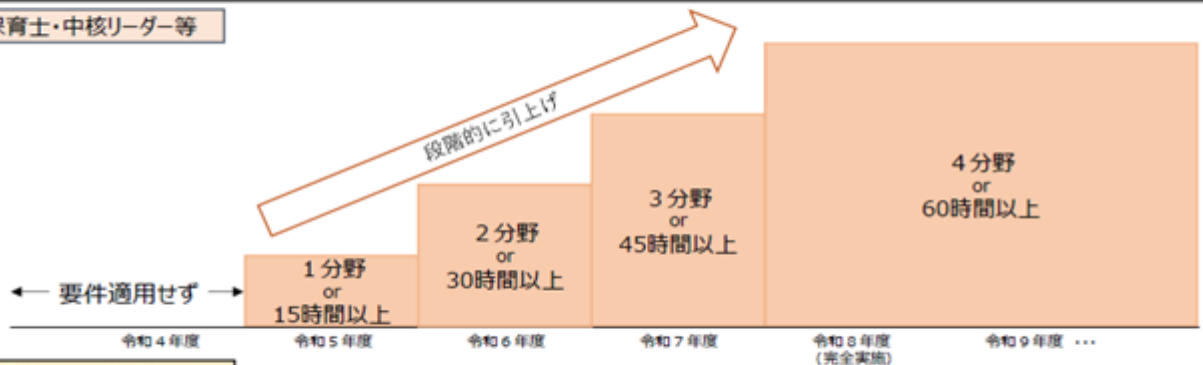 育士・中核リーダー等
段階的に引上げ
4分野
or
60時間以上
3分野
or
45時間以上
2分野
or
30時間以上
1分野
or
15時間以上
← 要件適用せず →
令和4年度
令和5年度
令和6年度
令和7年度
令和8年度
(完全実施)
令和9年度 ・・・